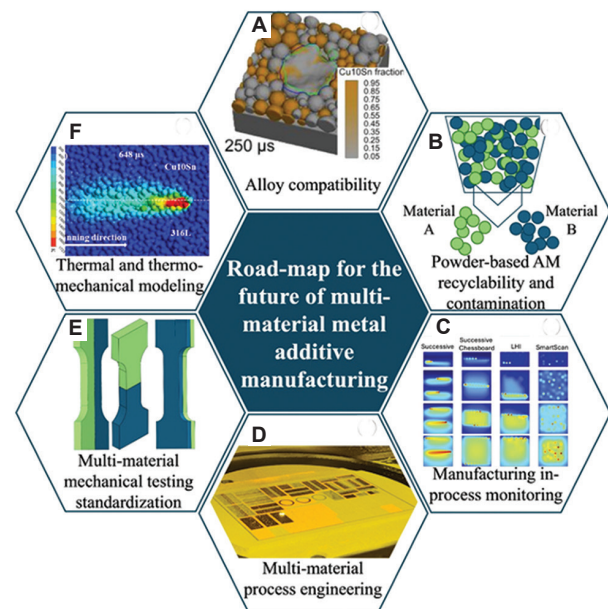 A
Cu10Sn fraction
0.95
0.85
0.75
0.65
0.55
0.45
0.35
0.25
0.15
0.05
250 μs
Alloy compatibility
B
Material
A
Material
B
Powder-based AM
recyclability and
contamination
C
Successive
Successive
Chessboard
LHI
SmartScan
Manufacturing in-
process monitoring
D
Multi-material
process engineering
E
Multi-material
mechanical testing
standardization
F
648 μs
Cu10Sn
316L
nning direction
Thermal and thermo-
mechanical modeling
Road-map for the
future of multi-
material metal
additive
manufacturing